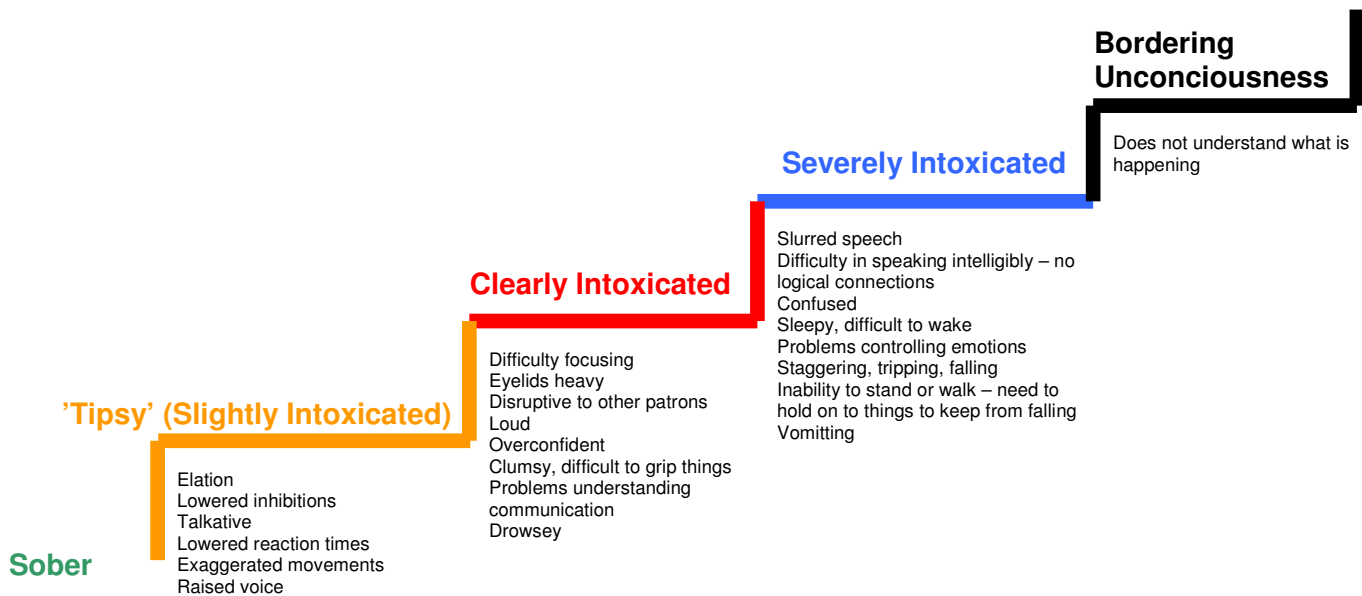 Bordering
Unconciousness
Does not understand what is
happening
Severely Intoxicated
Slurred speech
Difficulty in speaking intelligibly – no
logical connections
Confused
Sleepy, difficult to wake
Problems controlling emotions
Staggering, tripping, falling
Inability to stand or walk – need to
hold on to things to keep from falling
Vomitting
Clearly Intoxicated
Difficulty focusing
Eyelids heavy
Disruptive to other patrons
Loud
Overconfident
Clumsy, difficult to grip things
Problems understanding
communication
Drowsey
’Tipsy’ (Slightly Intoxicated)
Elation
Lowered inhibitions
Talkative
Lowered reaction times
Exaggerated movements
Raised voice
Sober